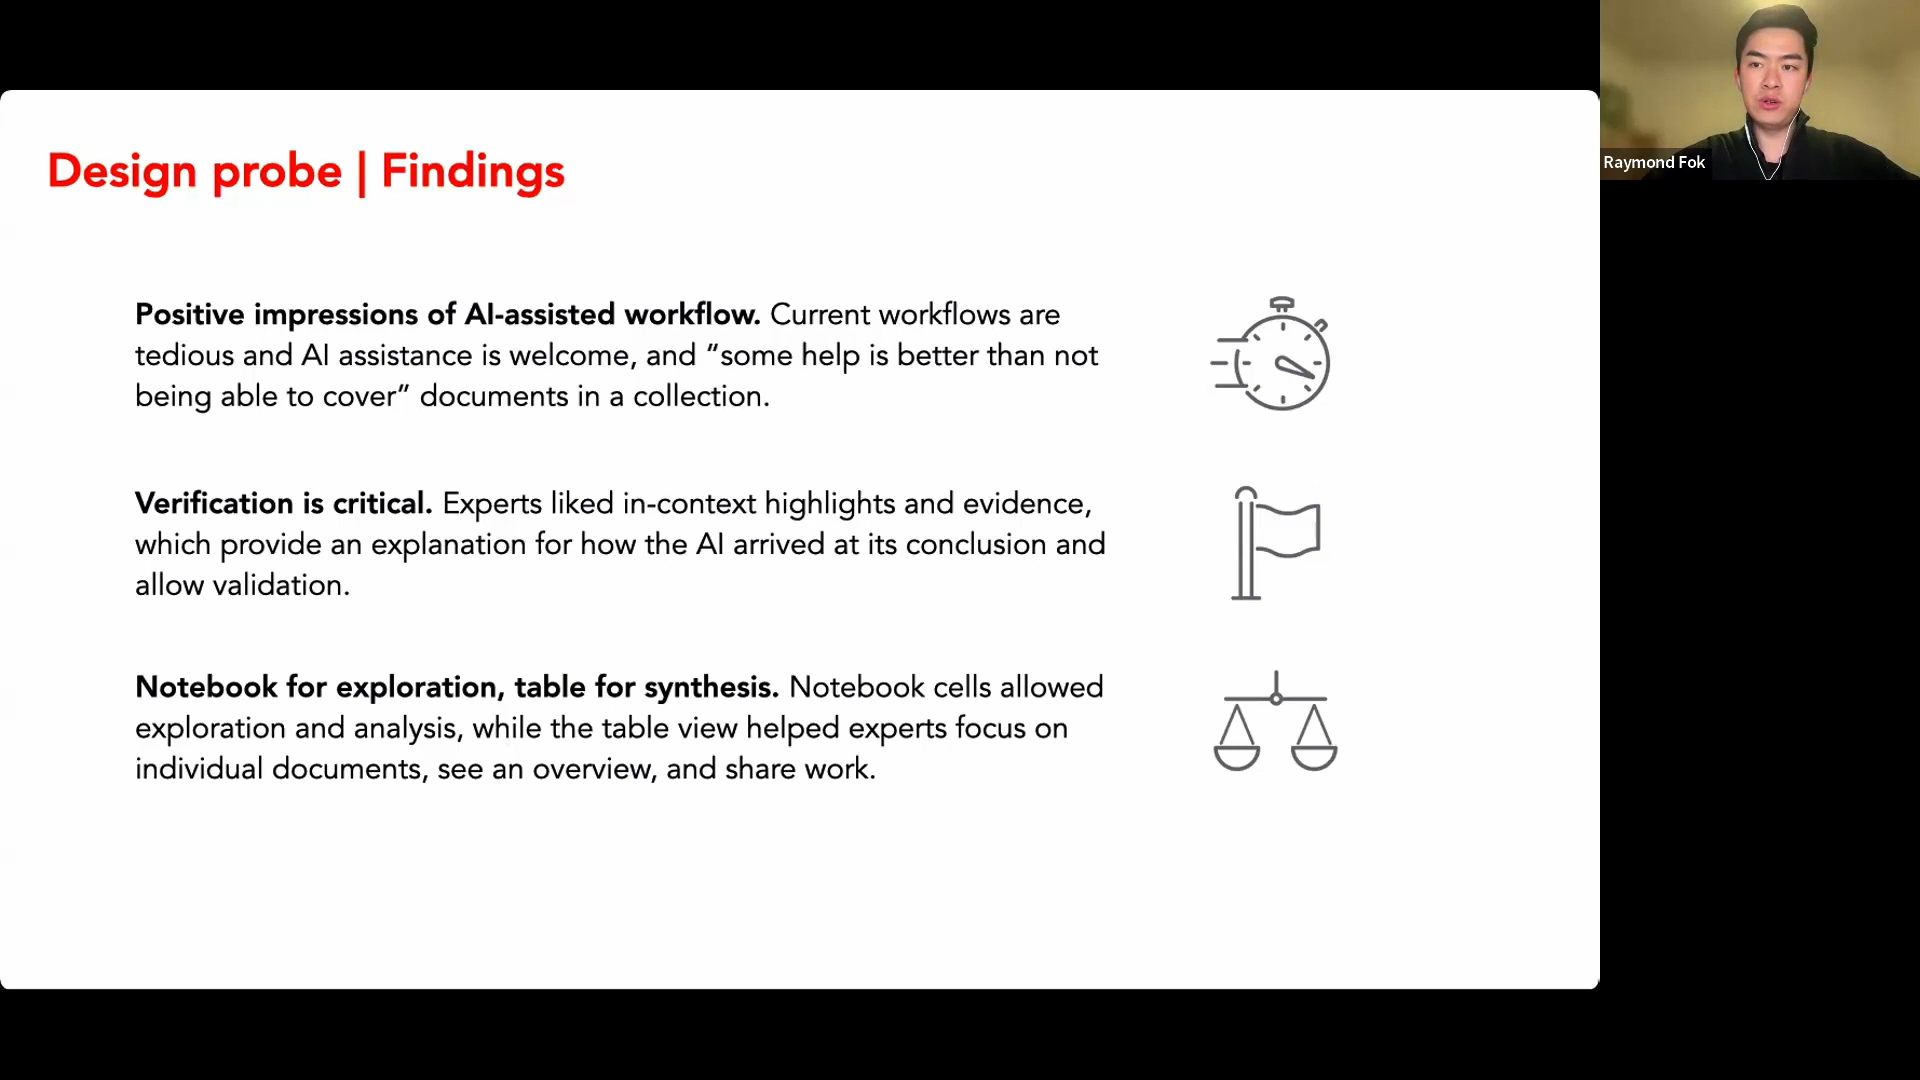 Design probe | Findings
Positive impressions of AI-assisted workflow. Current workflows are
tedious and AI assistance is welcome, and “some help is better than not
being able to cover” documents in a collection.
Verification is critical. Experts liked in-context highlights and evidence,
which provide an explanation for how the AI arrived at its conclusion and
allow validation.
Notebook for exploration, table for synthesis. Notebook cells allowed
exploration and analysis, while the table view helped experts focus on
individual documents, see an overview, and share work.
Raymond Fok